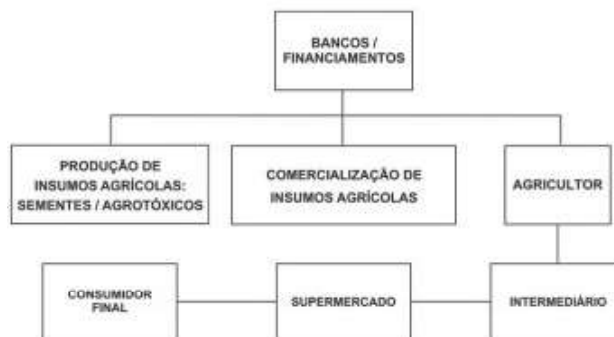 BANCOS /
FINANCIAMENTOS
PRODUÇÃO DE
INSUMOS AGRÍCOLAS:
SEMENTES / AGROTÓXICOS
COMERCIALIZAÇÃO DE
INSUMOS AGRÍCOLAS
AGRICULTOR
CONSUMIDOR
FINAL
SUPERMERCADO
INTERMEDIÁRIO